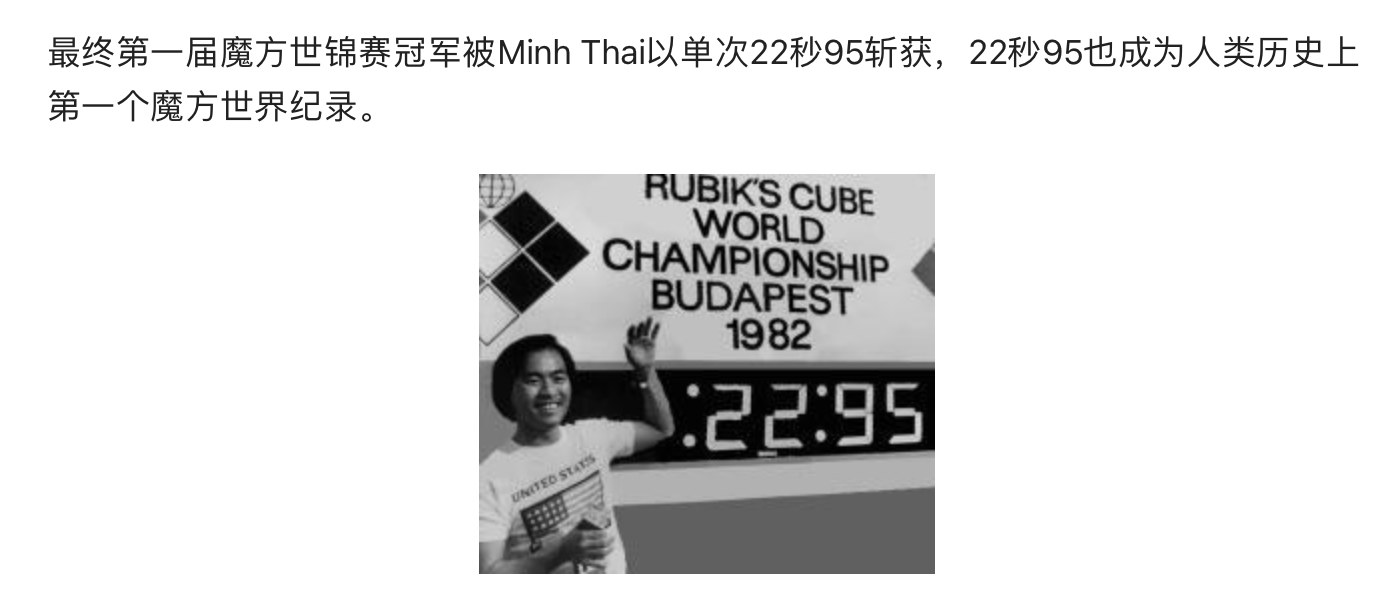 最终第一届魔方世锦赛冠军被Minh Thai以单次22秒95斩获，22秒95也成为人类历史上
第一个魔方世界纪录。
RUBIK'S CUBE
WORLD
CHAMPIONSHIP
BUDAPEST
1982
:22:95
UNITED STATES